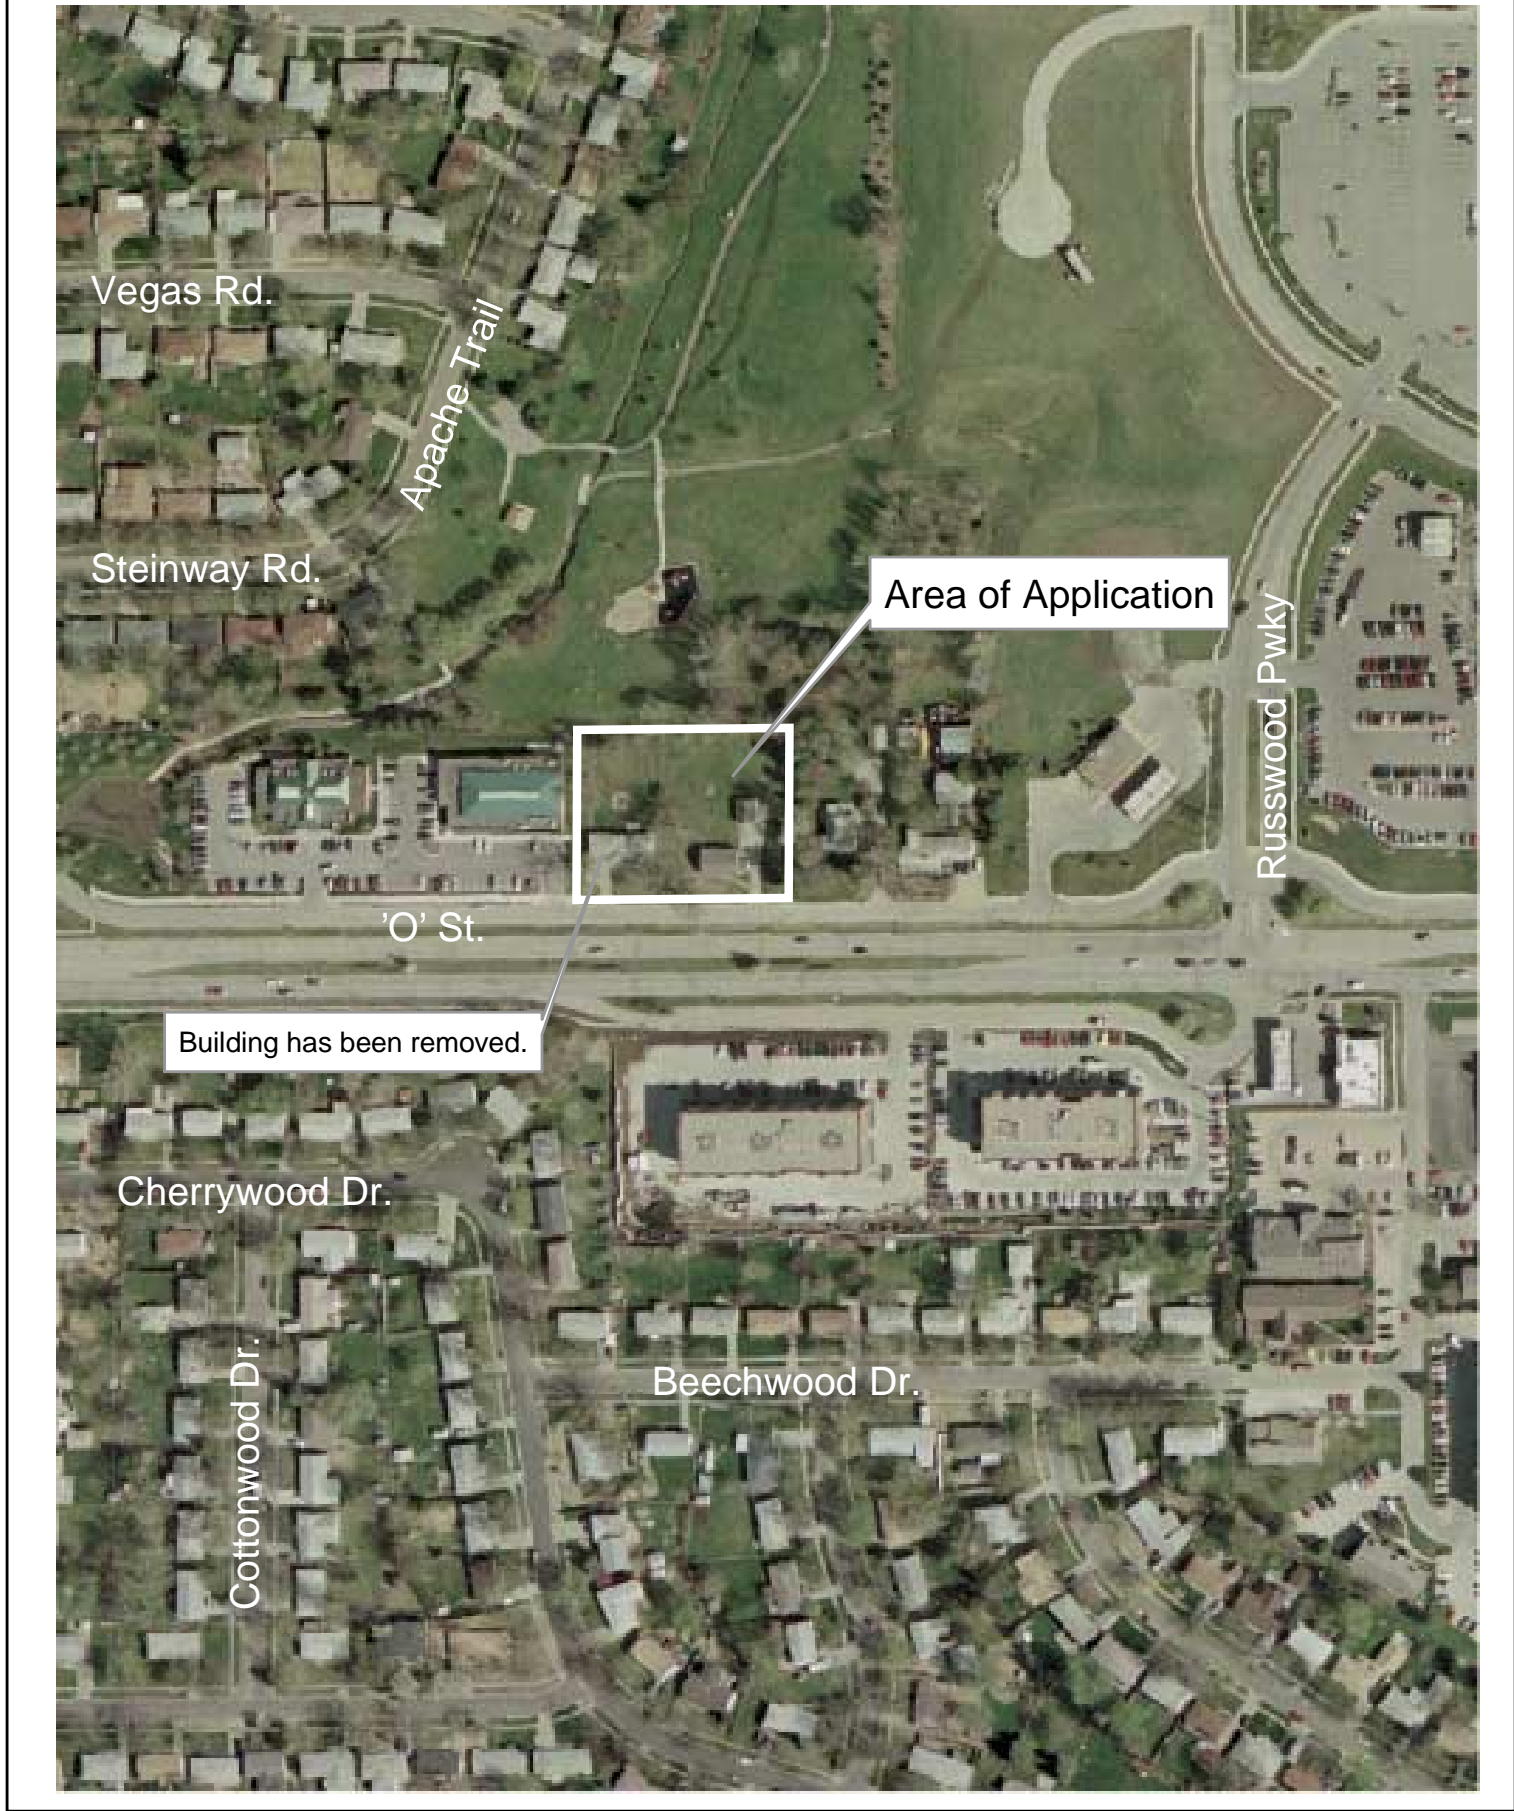 Vegas Rd.
Apache Trail
Steinway Rd.
Area of Application
Russwood Pwky
'O' St.
Building has been removed.
Cherrywood Dr.
Beechwood Dr.
Cottonwood Dr.